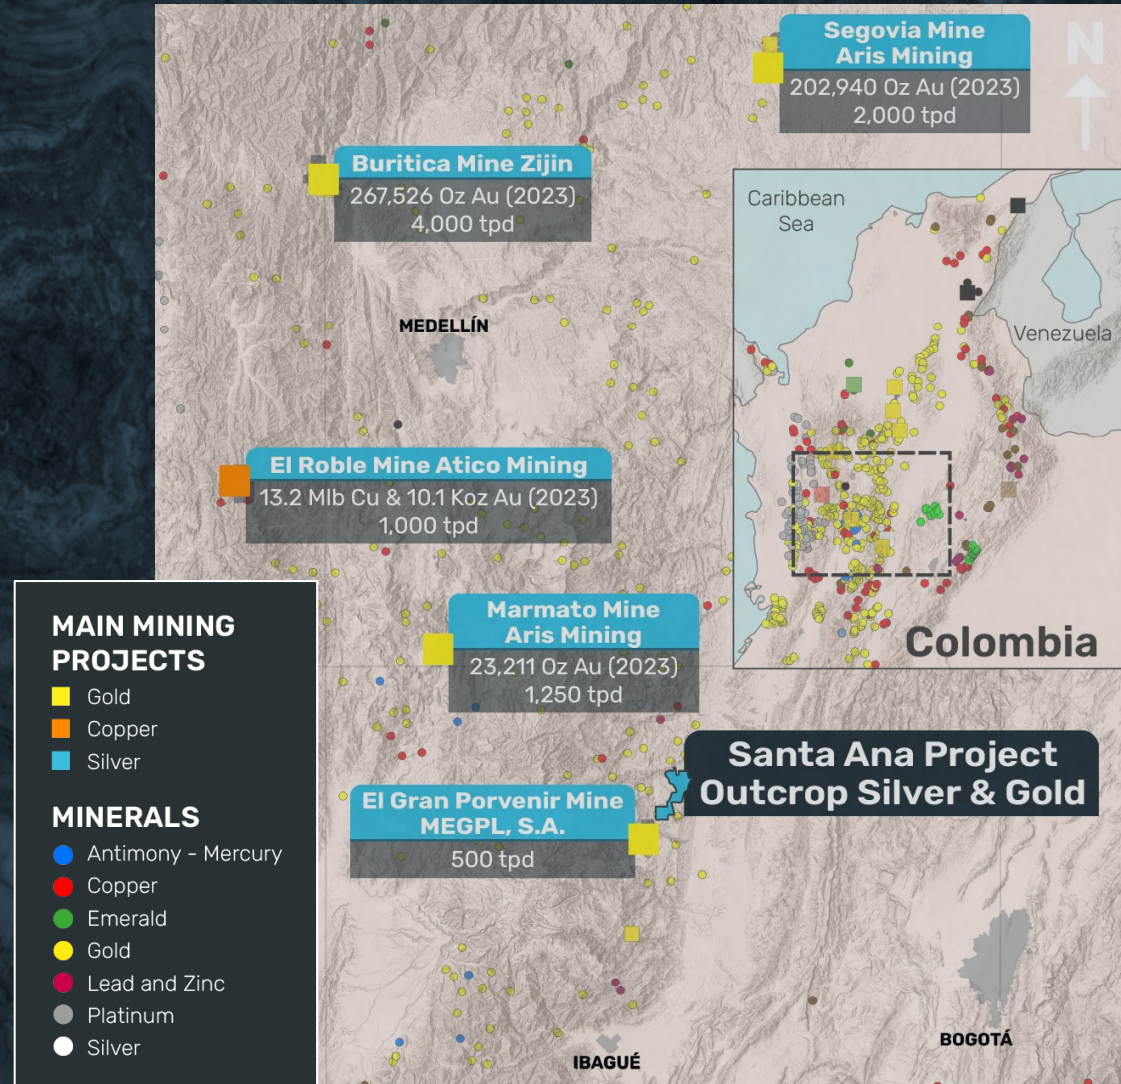 Segovia Mine
Aris Mining
202,940 Oz Au (2023)
2,000 tpd
N
Buritica Mine Zijin
267,526 Oz Au (2023)
4,000 tpd
Caribbean
Sea
Venezuela
Colombia
MEDELLÍN
El Roble Mine Atico Mining
13.2 Mlb Cu & 10.1 Koz Au (2023)
1,000 tpd
Marmato Mine
Aris Mining
23,211 Oz Au (2023)
1,250 tpd
Santa Ana Project
Outcrop Silver & Gold
El Gran Porvenir Mine
MEGPL, S.A.
500 tpd
IBAGUÉ
BOGOTÁ
MAIN MINING
PROJECTS
Gold
Copper
Silver
MINERALS
Antimony - Mercury
Copper
Emerald
Gold
Lead and Zinc
Platinum
Silver